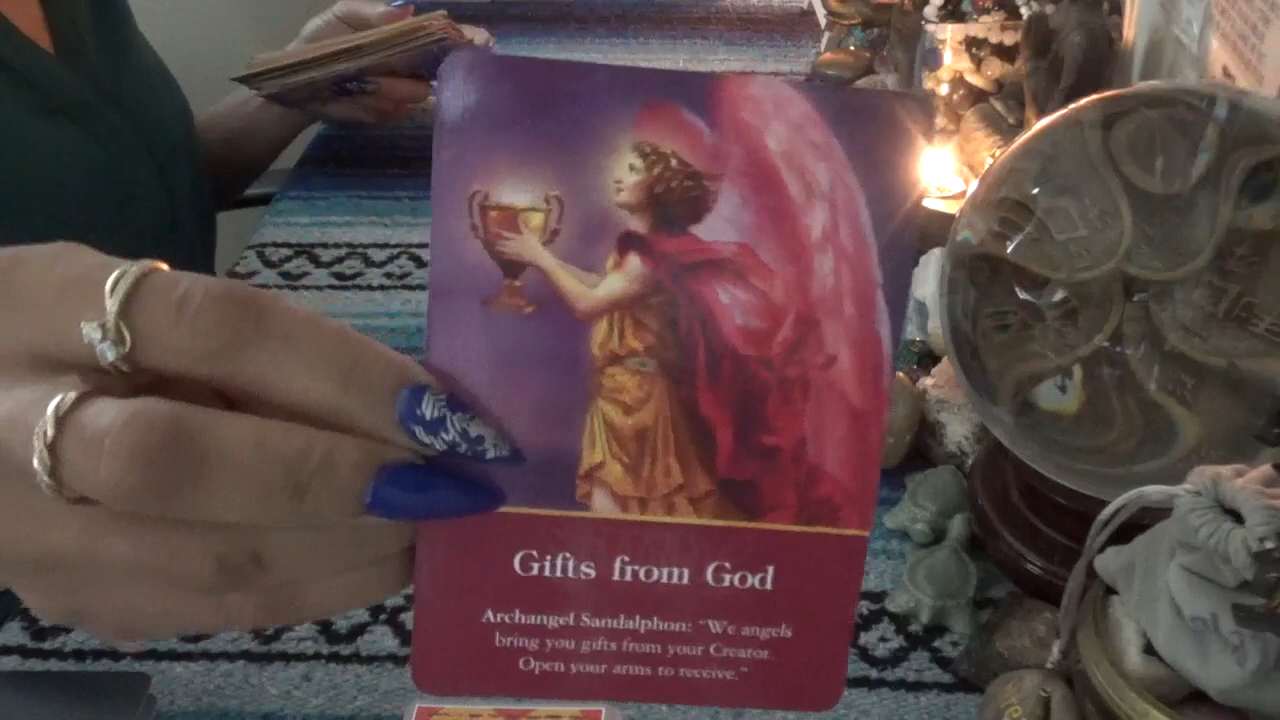 Gifts from God
Archangel Sandalphon: "We angels
bring you gifts from your Creator.
Open your arms to receive."